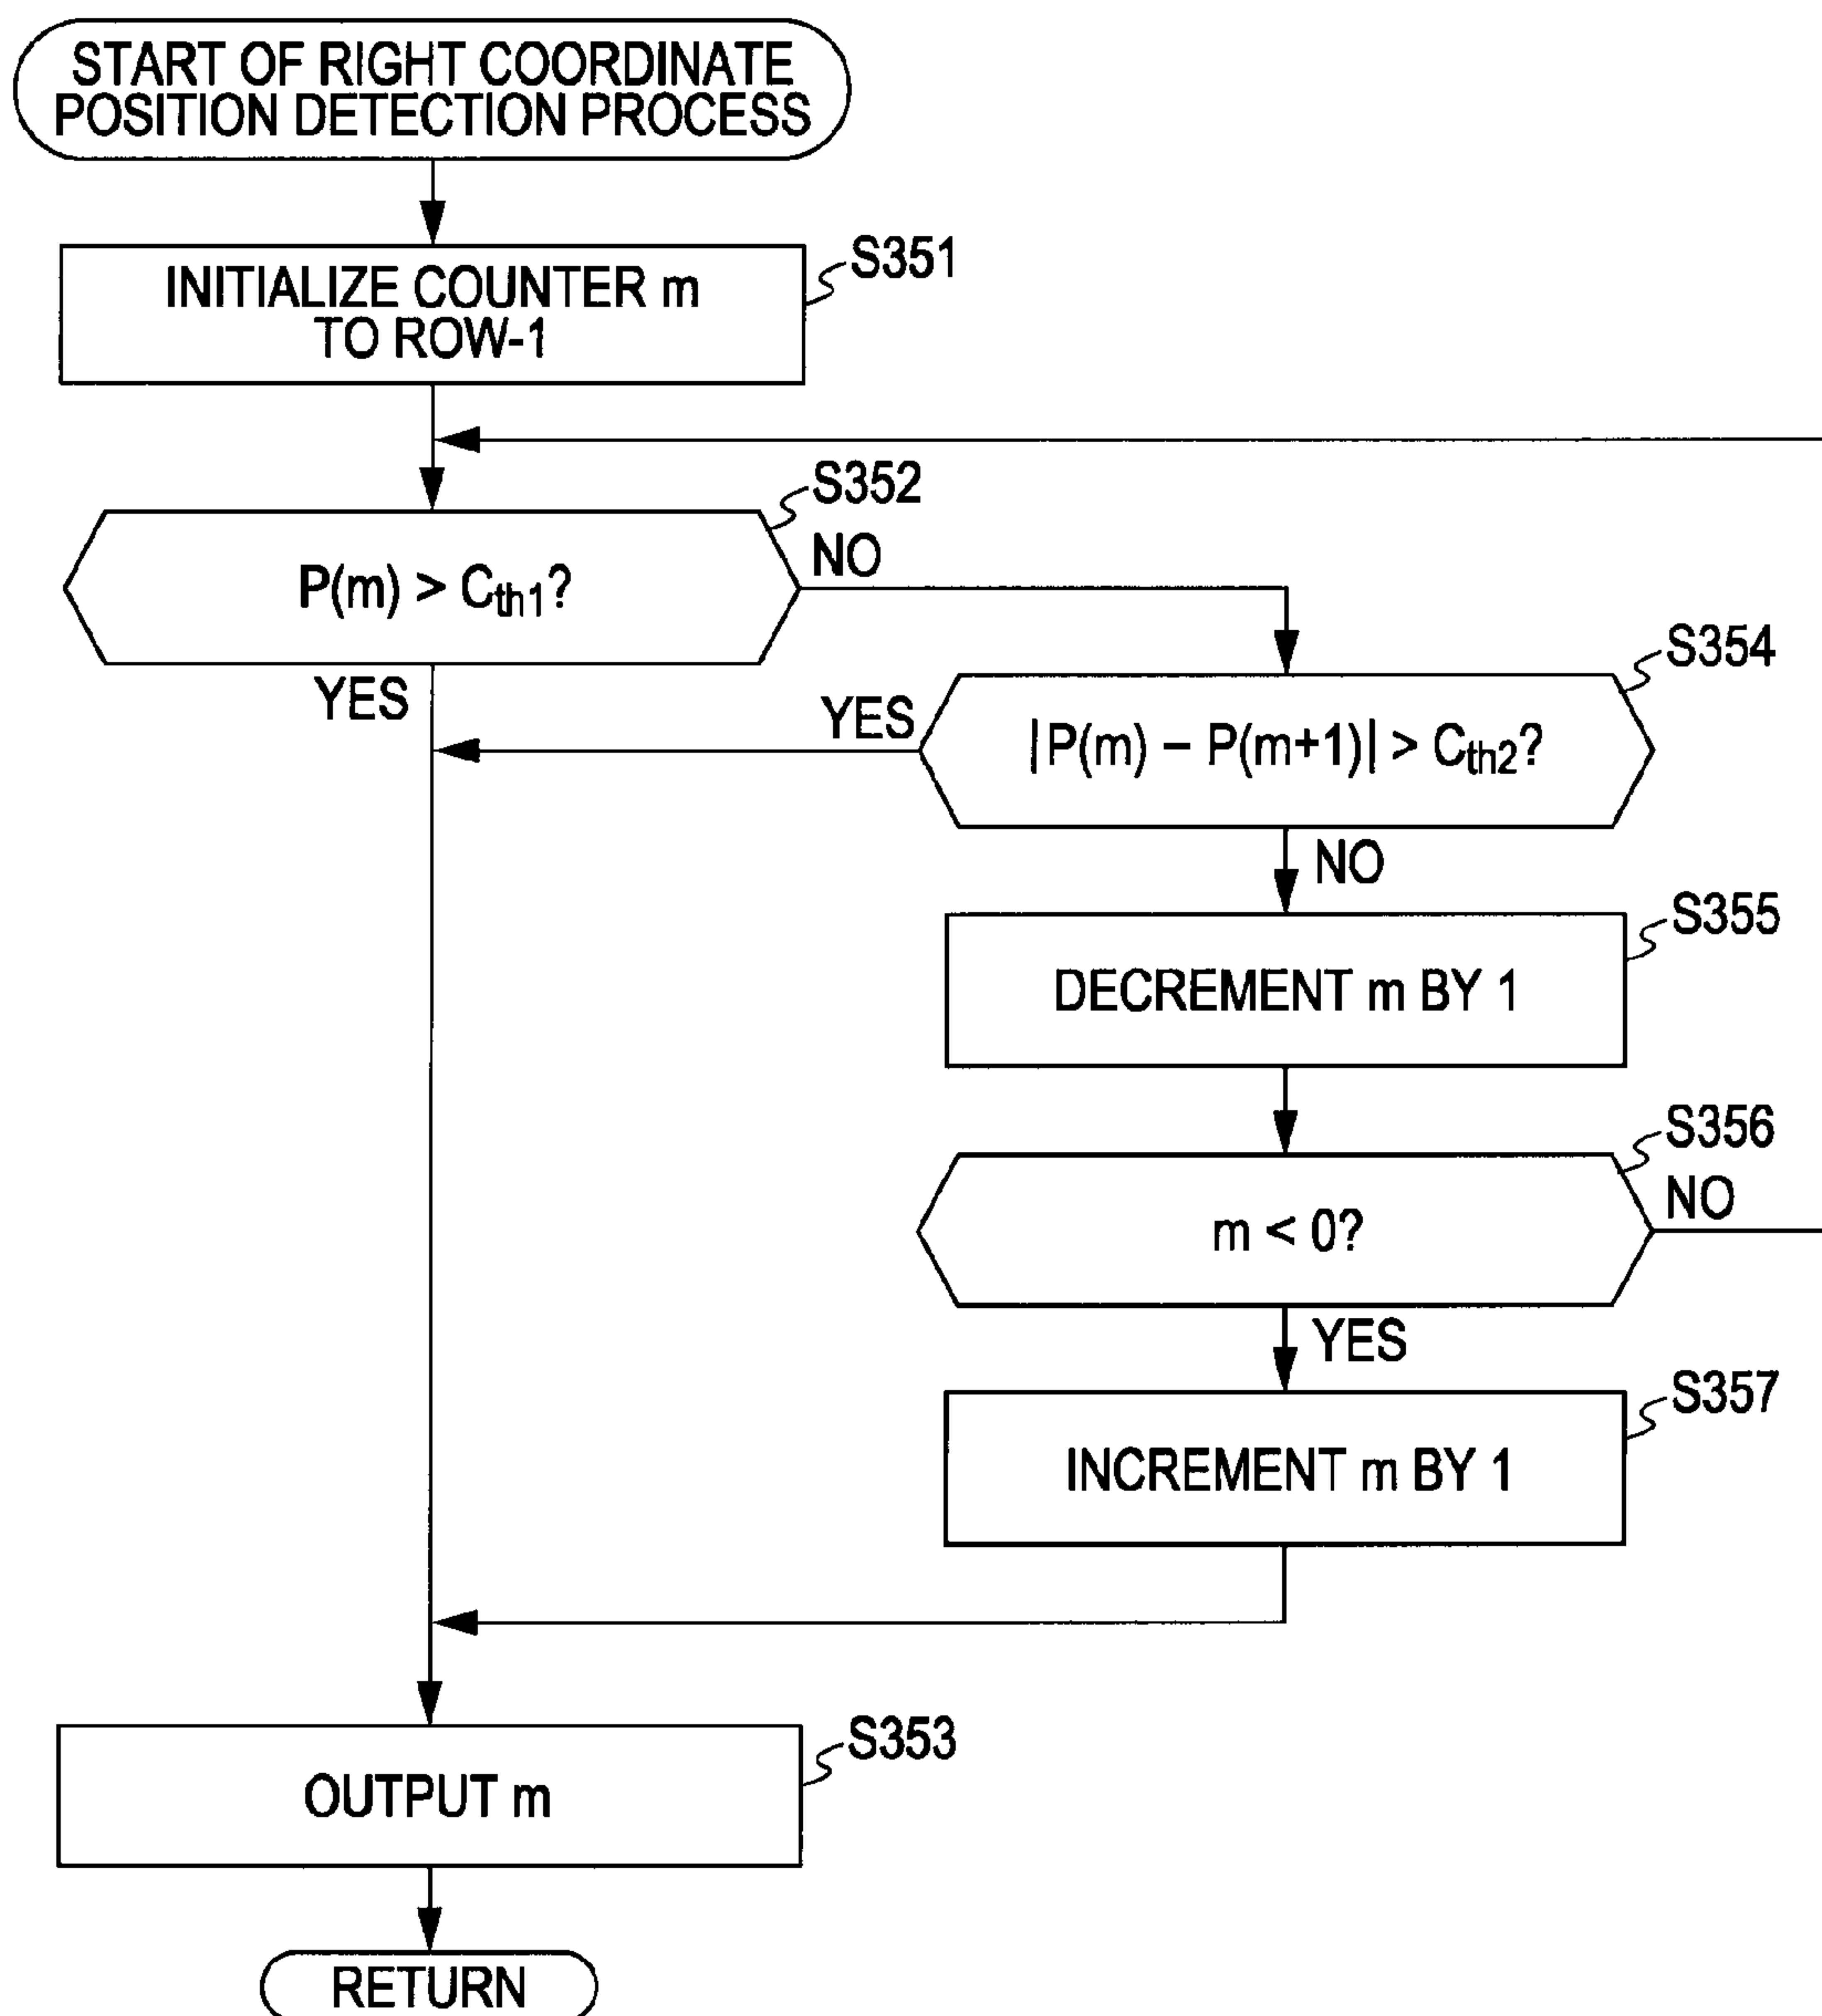 START OF RIGHT COORDINATE
POSITION DETECTION PROCESS
S351
INITIALIZE COUNTER m
TO ROW-1
S352
P(m) > Cth1?
NO
YES
S354
|P(m) – P(m+1)| > Cth2?
YES
NO
S355
DECREMENT m BY 1
S356
m < 0?
NO
YES
S357
INCREMENT m BY 1
S353
OUTPUT m
RETURN